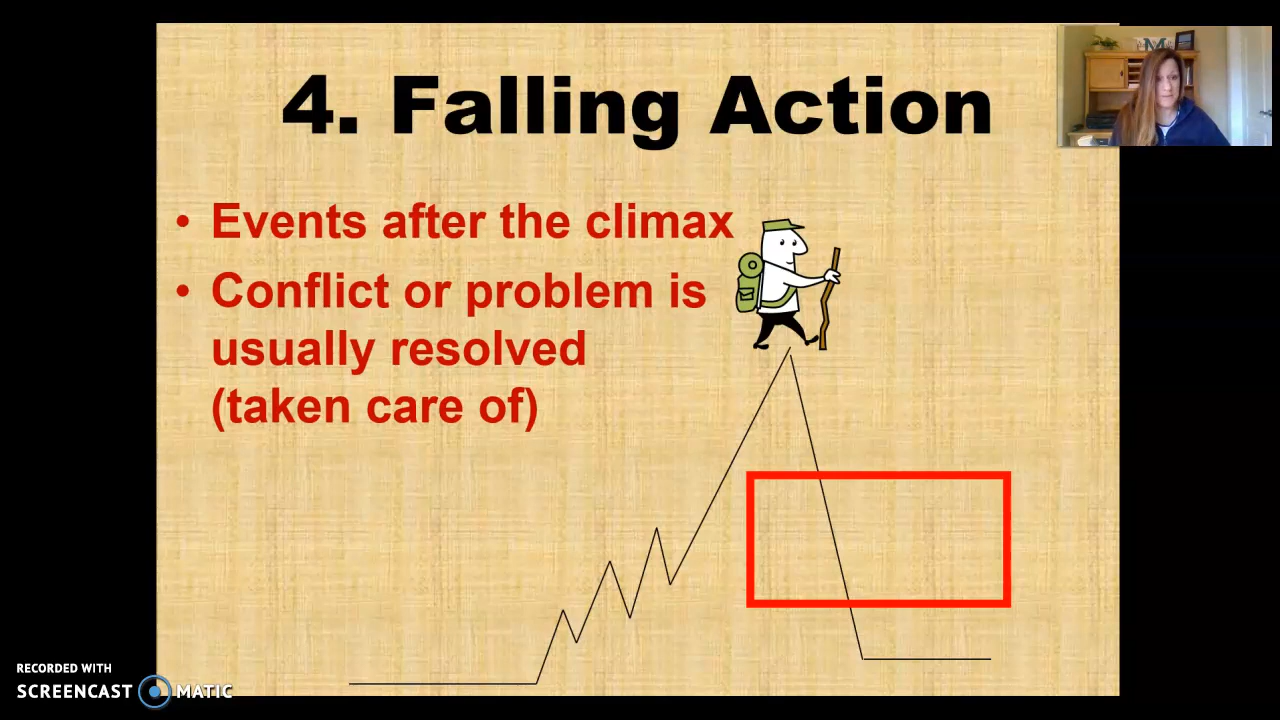 4. Falling Action
• Events after the climax
• Conflict or problem is
usually resolved
(taken care of)
RECORDED WITH
SCREENCAST MATIC